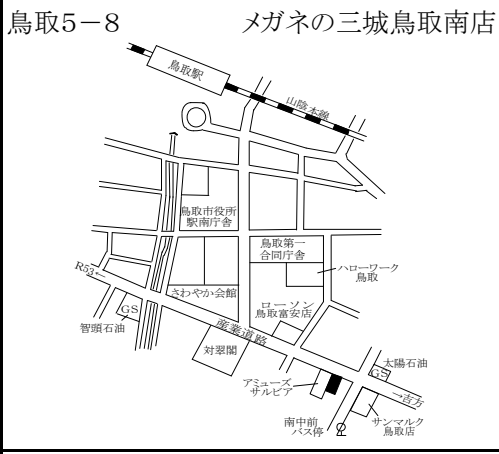 鳥取5－8
メガネの三城鳥取南店
鳥取駅
山陰本線
鳥取市役所
駅南庁舎
鳥取第一
合同庁舎
ハローワーク
鳥取
R53←
さわやか会館
ローソン
鳥取富安店
GS
智頭石油
産業道路
対翠閣
太陽石油
GS
アミューズ
サルビア
→吉方
南中前
バス停
サンマルク
鳥取店